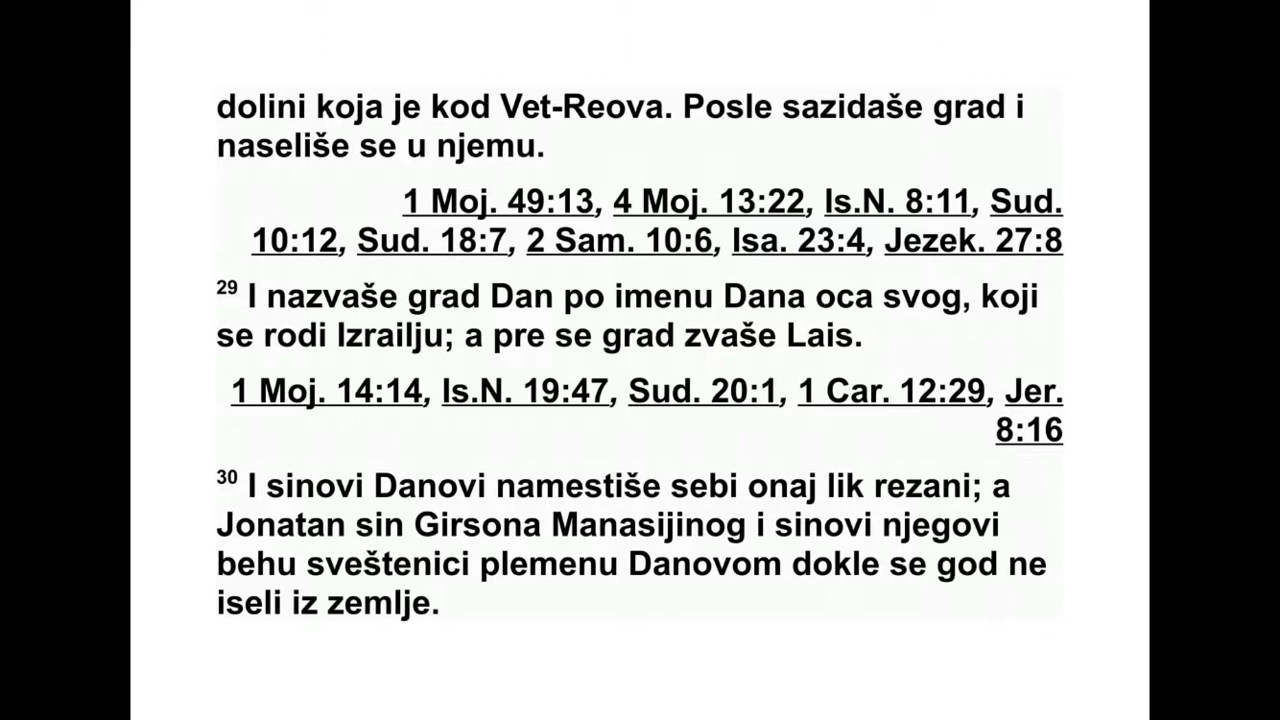 dolini koja je kod Vet-Reova. Posle sazidaše grad i
naseliše se u njemu.
1 Moj. 49:13, 4 Moj. 13:22, Is.N. 8:11, Sud.
10:12, Sud. 18:7, 2 Sam. 10:6, Isa. 23:4, Jezek. 27:8
29 I nazvaše grad Dan po imenu Dana oca svog, koji
se rodi Izrailju; a pre se grad zvaše Lais.
1 Moj. 14:14, Is.N. 19:47, Sud. 20:1, 1 Car. 12:29, Jer.
8:16
30 I sinovi Danovi namestiše sebi onaj lik rezani; a
Jonatan sin Girsona Manasijinog i sinovi njegovi
behu sveštenici plemenu Danovom dokle se god ne
iseli iz zemlje.